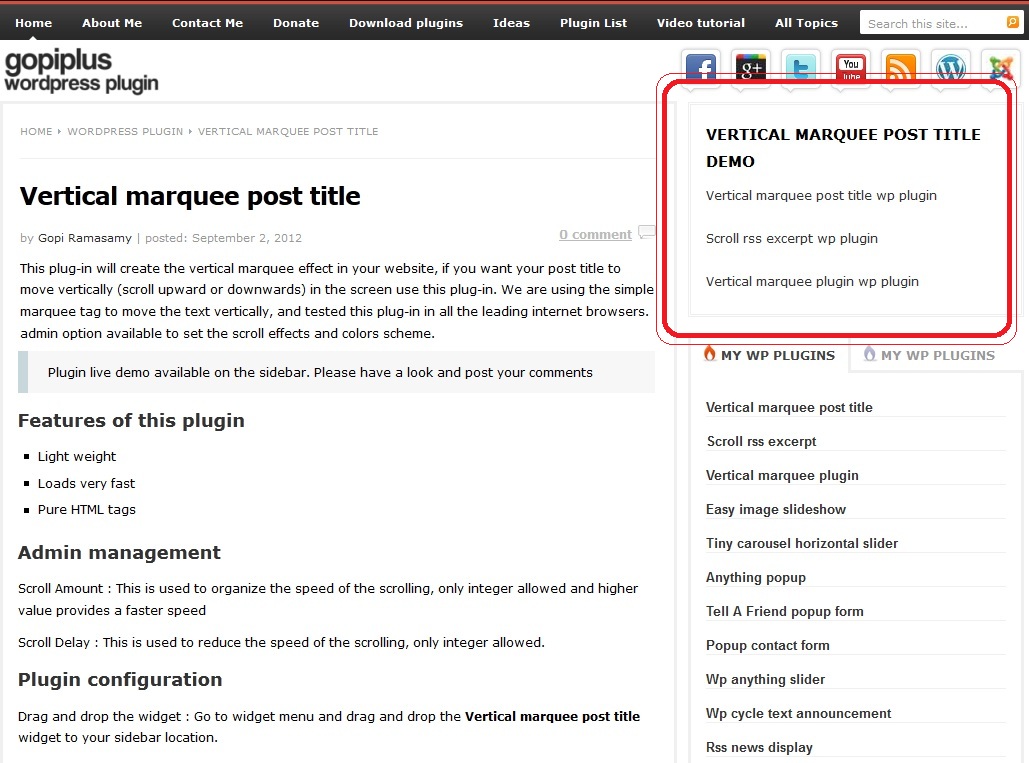 Home About Me Contact Me Donate Download plugins Ideas Plugin List Video tutorial All Topics Search this site...
gopiplus
wordpress plugin
g+ You Tube
HOME WORDPRESS PLUGIN VERTICAL MARQUEE POST TITLE
Vertical marquee post title
by Gopi Ramasamy | posted: September 2, 2012
0 comment
This plug-in will create the vertical marquee effect in your website, if you want your post title to
move vertically (scroll upward or downwards) in the screen use this plug-in. We are using the simple
marquee tag to move the text vertically, and tested this plug-in in all the leading internet browsers.
admin option available to set the scroll effects and colors scheme.
Plugin live demo available on the sidebar. Please have a look and post your comments
Features of this plugin
Light weight
Loads very fast
Pure HTML tags
Admin management
Scroll Amount : This is used to organize the speed of the scrolling, only integer allowed and higher
value provides a faster speed
Scroll Delay : This is used to reduce the speed of the scrolling, only integer allowed.
Plugin configuration
Drag and drop the widget : Go to widget menu and drag and drop the Vertical marquee post title
widget to your sidebar location.
VERTICAL MARQUEE POST TITLE
DEMO
Vertical marquee post title wp plugin
Scroll rss excerpt wp plugin
Vertical marquee plugin wp plugin
MY WP PLUGINS MY WP PLUGINS
Vertical marquee post title
Scroll rss excerpt
Vertical marquee plugin
Easy image slideshow
Tiny carousel horizontal slider
Anything popup
Tell A Friend popup form
Popup contact form
Wp anything slider
Wp cycle text announcement
Rss news display